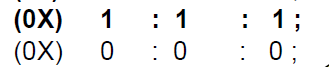 (0X) 1 : 1 : 1 ;
(0X) 0 : 0 : 0 ;